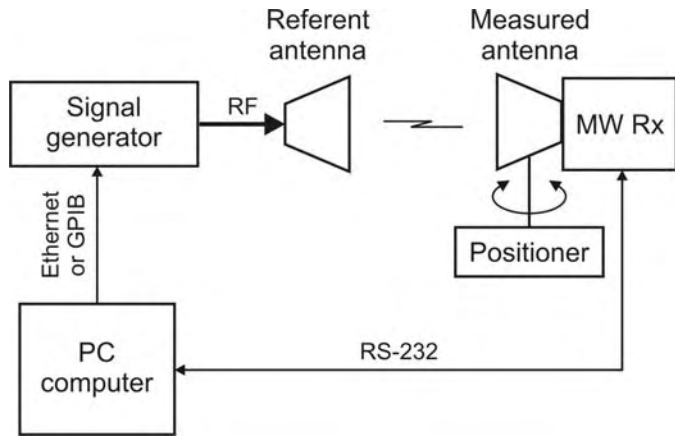 Referent
antenna
Measured
antenna
Signal
generator
RF
MW Rx
Ethernet
or GPIB
Positioner
PC
computer
RS-232